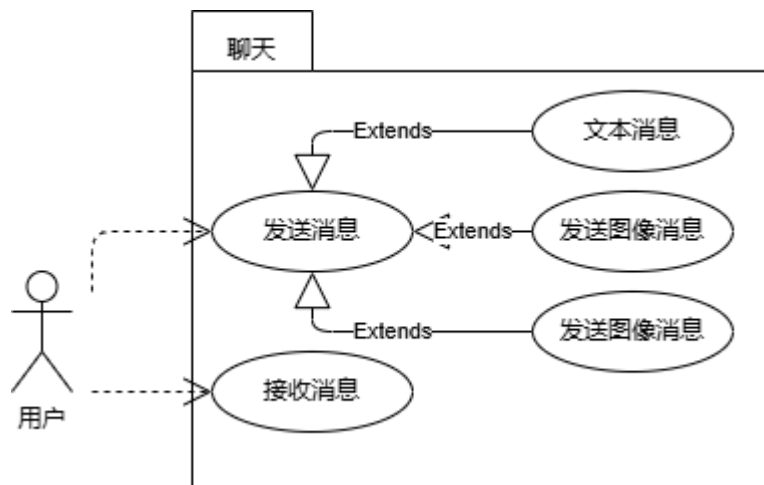 聊天
Extends
文本消息
发送消息
Extends
发送图像消息
Extends
发送图像消息
接收消息
用户